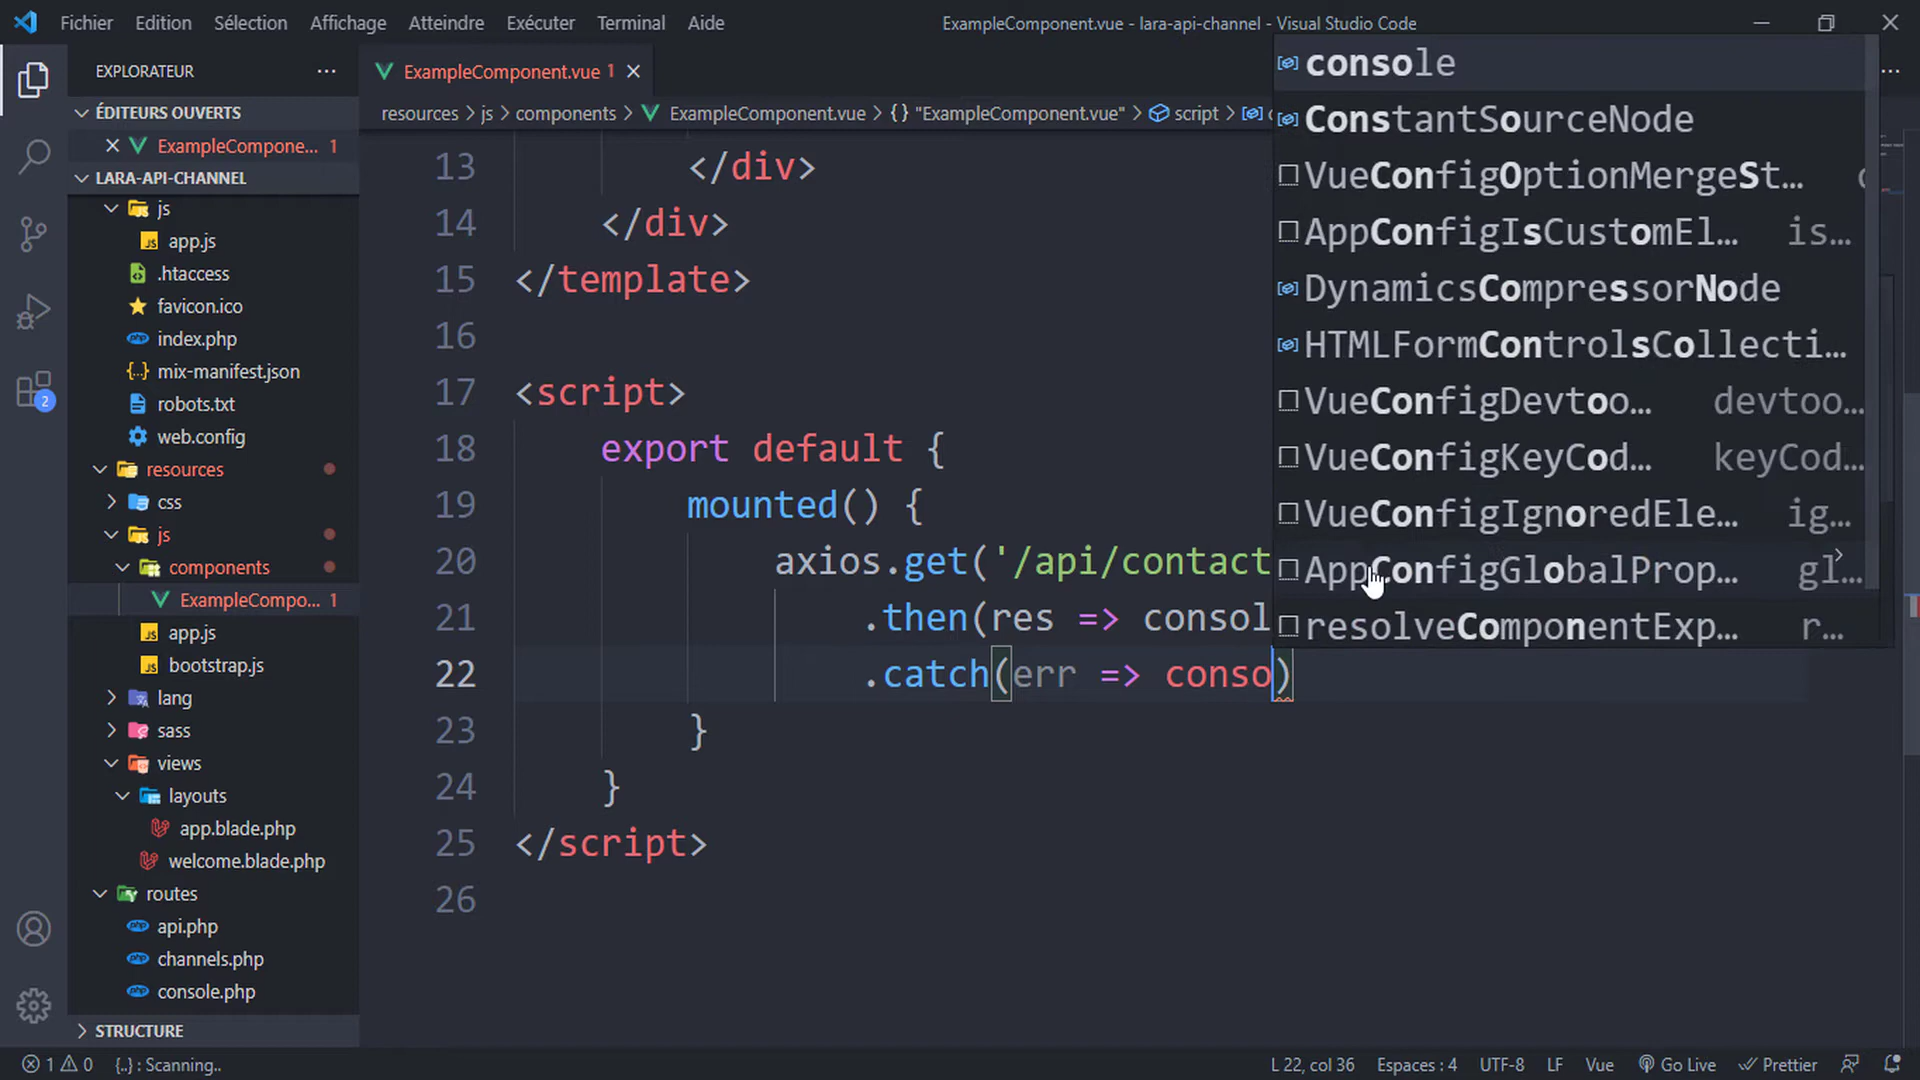 Fichier Edition Sélection Affichage Atteindre Exécuter Terminal Aide
ExampleComponent.vue - lara-api-channel - Visual Studio Code
EXPLORATEUR
ÉDITEURS OUVERTS
ExampleCompone... 1
LARA-API-CHANNEL
js
app.js
.htaccess
favicon.ico
index.php
mix-manifest.json
robots.txt
web.config
resources
css
js
components
ExampleCompo... 1
app.js
bootstrap.js
lang
sass
views
layouts
app.blade.php
welcome.blade.php
routes
api.php
channels.php
console.php
STRUCTURE
2
ExampleComponent.vue 1
resources > js > components > ExampleComponent.vue > {} "ExampleComponent.vue" > script >
13 </div>
14 </div>
15 </template>
16
17 <script>
18 export default {
19 mounted() {
20 axios.get('/api/contact
21 .then(res => consol
22 .catch(err => conso)
23 }
24 }
25 </script>
26
console
ConstantSourceNode
VueConfigOptionMergeSt...
AppConfigIsCustomEl... is...
DynamicsCompressorNode
HTMLFormControlsCollecti...
VueConfigDevtoo... devtoo...
VueConfigKeyCod... keyCod...
VueConfigIgnoredEle... ig...
AppConfigGlobalProp... gl...
resolveComponentExp... r...
1 0 {..} : Scanning..
L 22, col 36 Espaces : 4 UTF-8 LF Vue Go Live Prettier